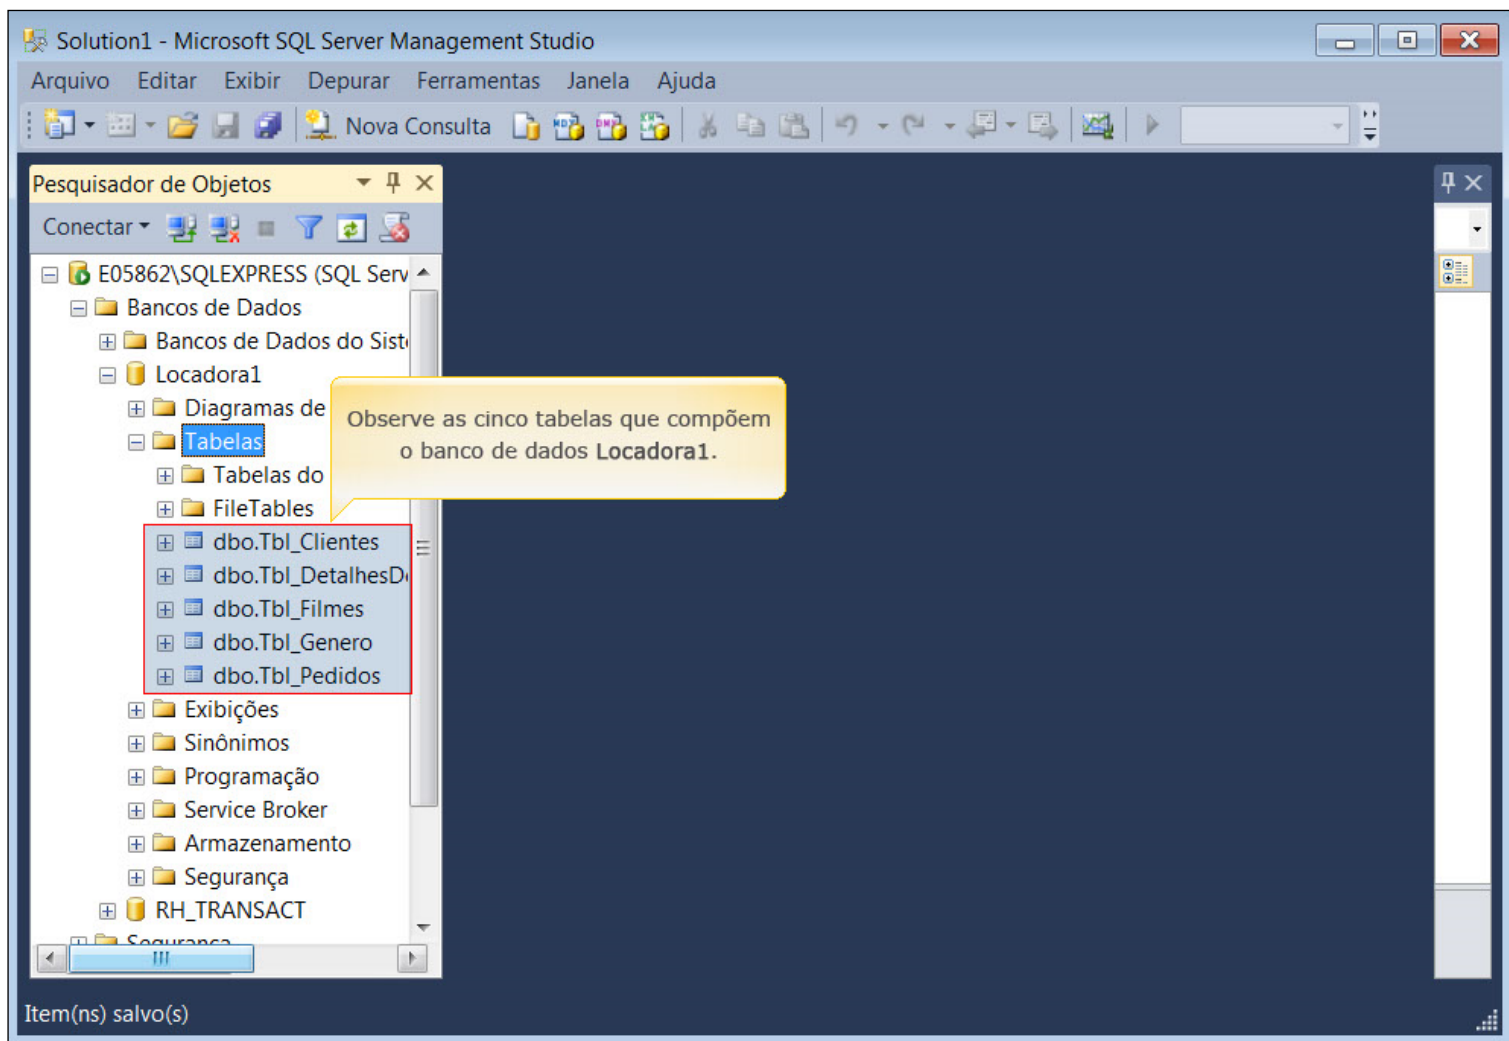 Solution1 - Microsoft SQL Server Management Studio
Arquivo Editar Exibir Depurar Ferramentas Janela Ajuda
Nova Consulta
Pesquisador de Objetos
Conectar
E05862\SQLEXPRESS (SQL Serv
Bancos de Dados
Bancos de Dados do Siste
Locadora1
Diagramas de
Tabelas
Tabelas do
FileTables
dbo.Tbl_Clientes
dbo.Tbl_DetalhesD
dbo.Tbl_Filmes
dbo.Tbl_Genero
dbo.Tbl_Pedidos
Exibições
Sinônimos
Programação
Service Broker
Armazenamento
Segurança
RH_TRANSACT
Segurança
Observe as cinco tabelas que compõem
o banco de dados Locadora1.
Item(ns) salvo(s)